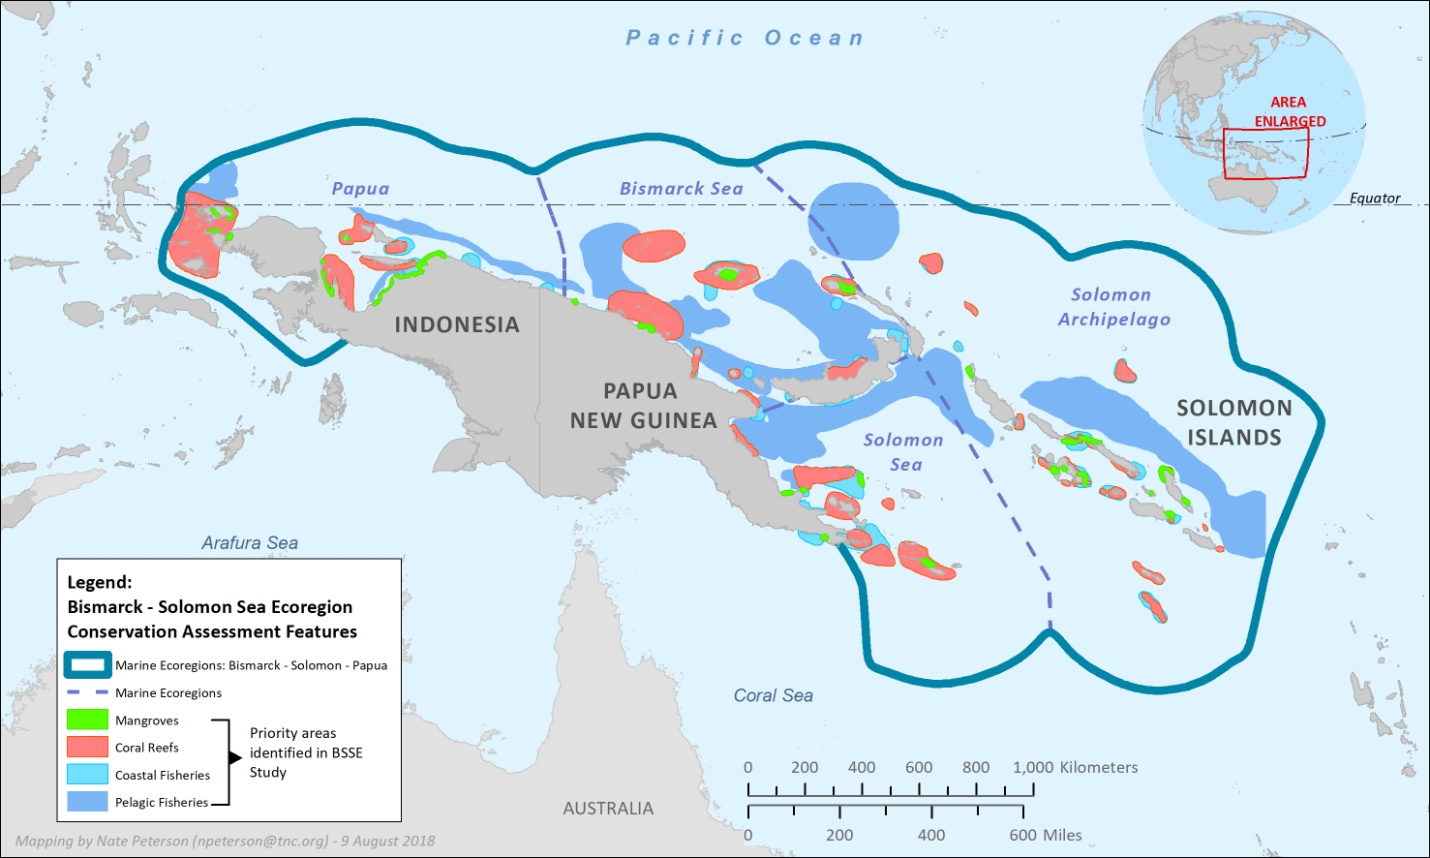 Pacific Ocean
AREA
ENLARGED
Equator
Papua
Bismarck Sea
Solomon
Archipelago
INDONESIA
PAPUA
NEW GUINEA
SOLOMON
ISLANDS
Solomon
Sea
Arafura Sea
Legend:
Bismarck - Solomon Sea Ecoregion
Conservation Assessment Features
Marine Ecoregions: Bismarck - Solomon - Papua
Marine Ecoregions
Mangroves
Coral Reefs
Coastal Fisheries
Pelagic Fisheries
Priority areas
identified in BSSE
Study
Coral Sea
AUSTRALIA
0 200 400 600 800 1,000 Kilometers
0 200 400 600 Miles
Mapping by Nate Peterson (npeterson@tnc.org) - 9 August 2018